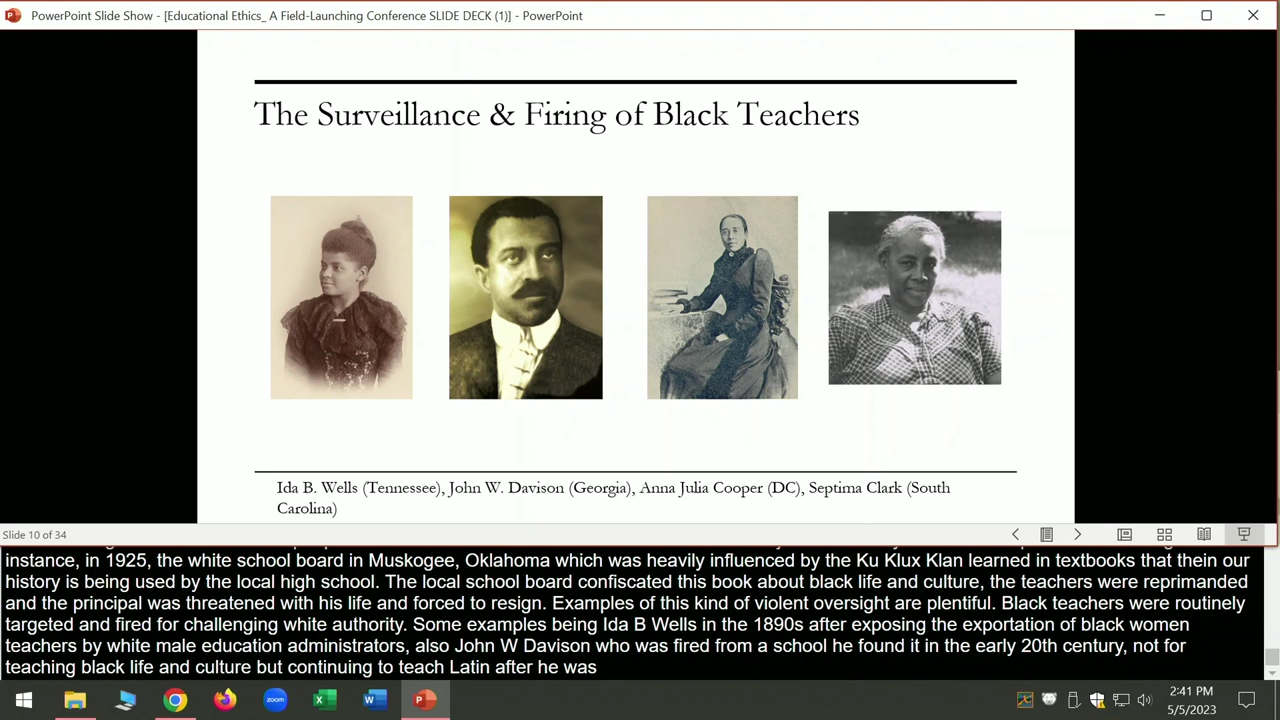 PowerPoint Slide Show - [Educational Ethics_ A Field-Launching Conference SLIDE DECK (1)] - PowerPoint
The Surveillance & Firing of Black Teachers
Ida B. Wells (Tennessee), John W. Davison (Georgia), Anna Julia Cooper (DC), Septima Clark (South
Carolina)
Slide 10 of 34
instance, in 1925, the white school board in Muskogee, Oklahoma which was heavily influenced by the Ku Klux Klan learned in textbooks that thein our
history is being used by the local high school. The local school board confiscated this book about black life and culture, the teachers were reprimanded
and the principal was threatened with his life and forced to resign. Examples of this kind of violent oversight are plentiful. Black teachers were routinely
targeted and fired for challenging white authority. Some examples being Ida B Wells in the 1890s after exposing the exportation of black women
teachers by white male education administrators, also John W Davison who was fired from a school he found it in the early 20th century, not for
teaching black life and culture but continuing to teach Latin after he was
zoom
2:41 PM
5/5/2023